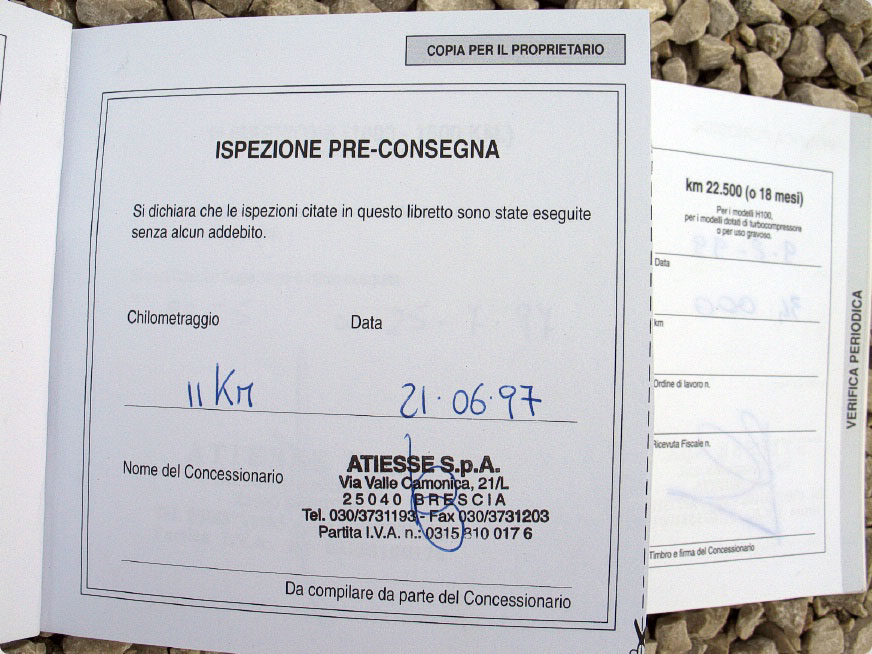 COPIA PER IL PROPRIETARIO
ISPEZIONE PRE-CONSEGNA
Si dichiara che le ispezioni citate in questo libretto sono state eseguite
senza alcun addebito.
Chilometraggio
Data
11 Km
21·06·97
Nome del Concessionario
ATIESSE S.p.A.
Via Valle Camonica, 21/L
25040 BRESCIA
Tel. 030/3731193 - Fax 030/3731203
Partita I.V.A. n.: 0315 810 017 6
Da compilare da parte del Concessionario
km 22.500 (o 18 mesi)
Per i modelli H100,
per i modelli dotati di turbocompressore
o per uso gravoso.
Data
km
Ordine di lavoro n.
Ricevuta Fiscale n.
Timbro e firma del Concessionario
VERIFICA PERIODICA